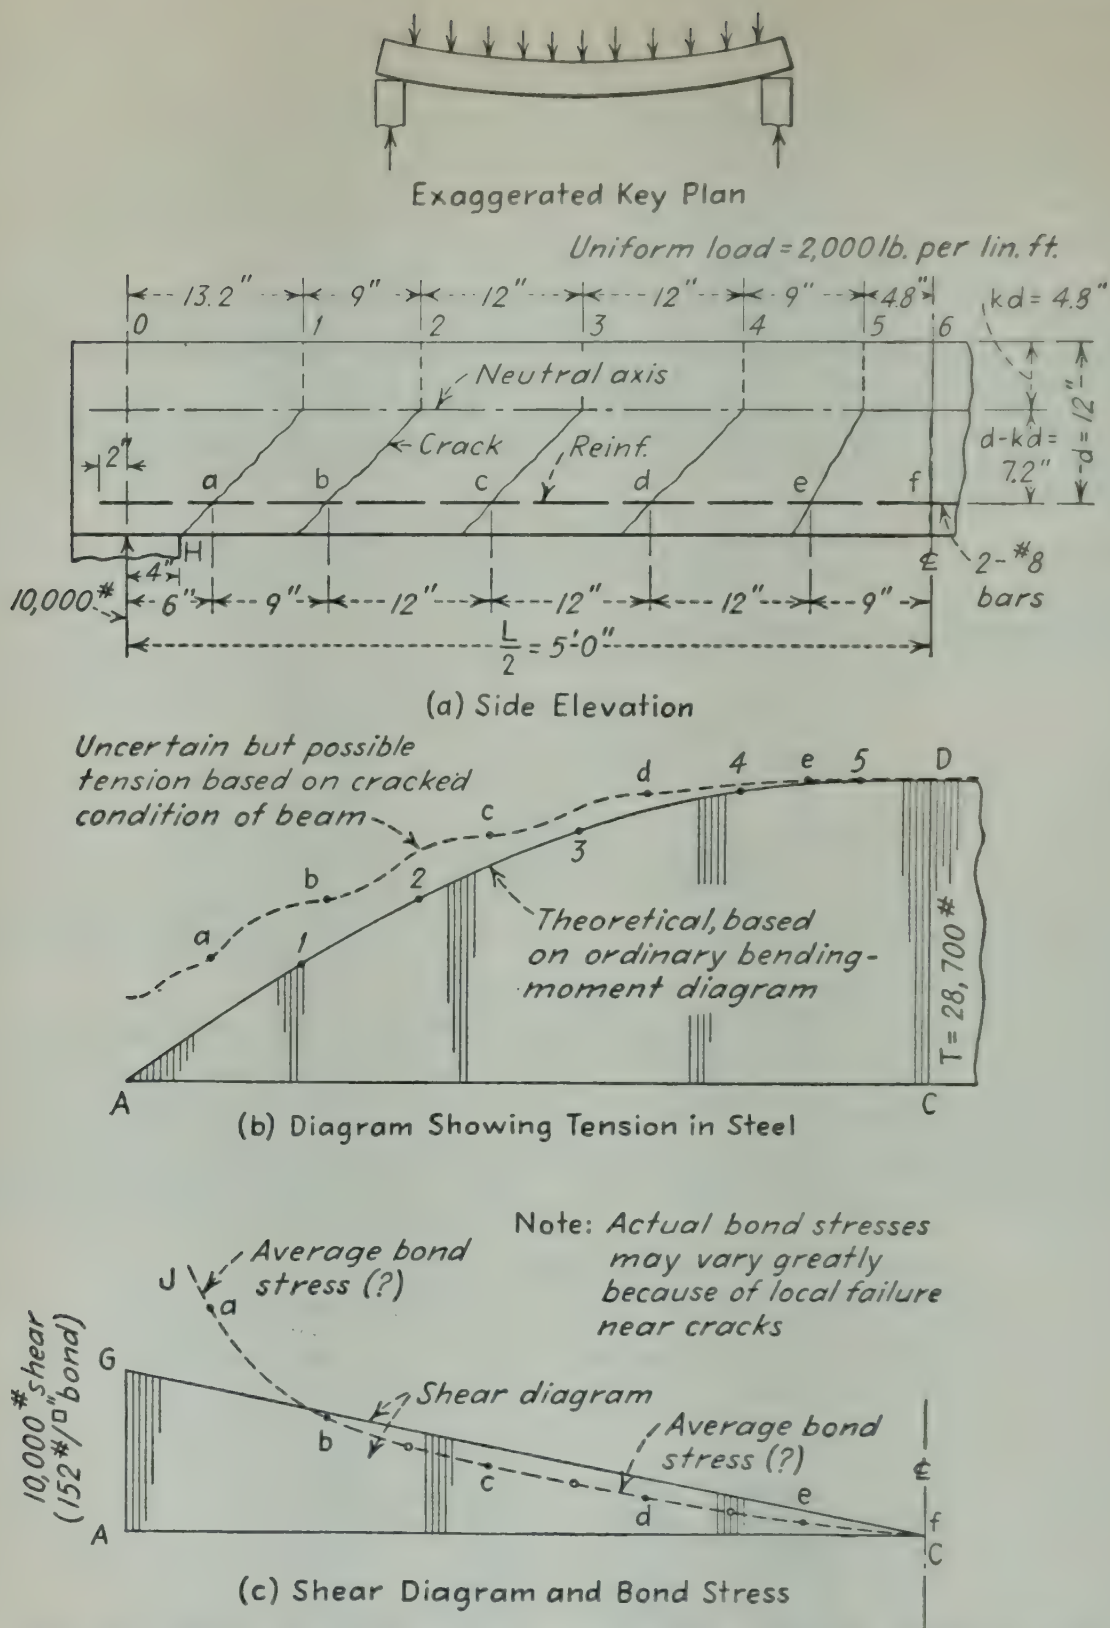 Exaggerated Key Plan
Uniform load = 2,000 lb. per lin. ft.
13.2" 9" 12" 12" 9" 4.8" kd = 4.8"
0 1 2 3 4 5 6
Neutral axis
Crack
Reinf.
d-kd =
7.2"
d = 12"
2"
a b c d e f
H
4"
10,000#
6" 9" 12" 12" 12" 9"
℄
2-#8
bars
L/2 = 5'-0"
(a) Side Elevation
Uncertain but possible
tension based on cracked
condition of beam
a b c d e
1 2 3 4 5 D
Theoretical, based
on ordinary bending-
moment diagram
T = 28,700#
A C
(b) Diagram Showing Tension in Steel
Note: Actual bond stresses
may vary greatly
because of local failure
near cracks
J
Average bond
stress (?)
a
10,000# shear
(152#/□" bond)
G
Shear diagram
Average bond
stress (?)
b c d e f
℄
A C
(c) Shear Diagram and Bond Stress